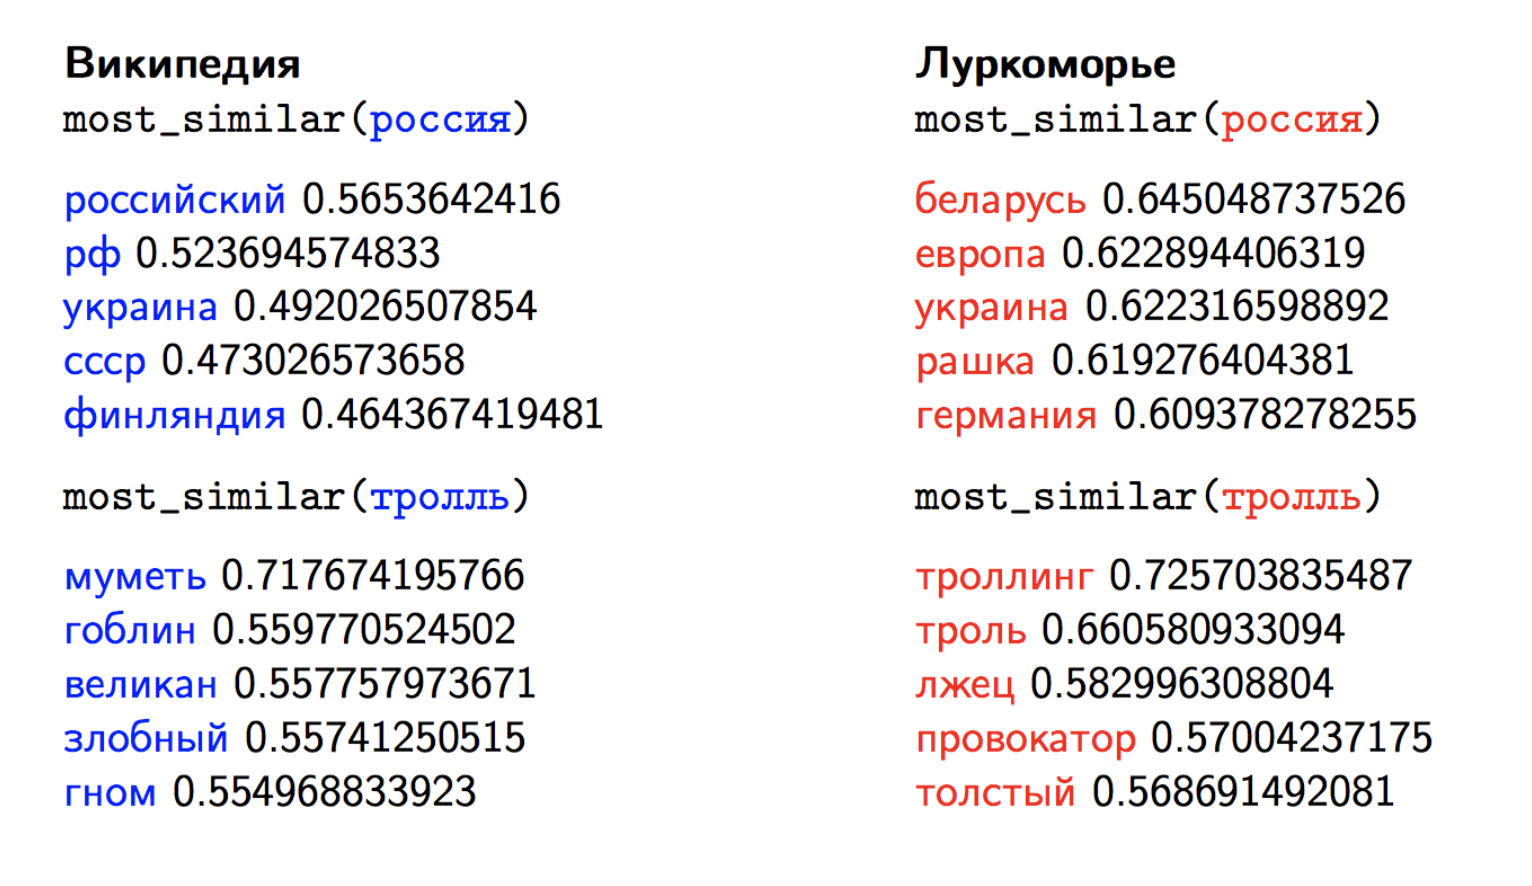 Википедия
most_similar(россия)
российский 0.5653642416
рф 0.523694574833
украина 0.492026507854
ссср 0.473026573658
финляндия 0.464367419481
most_similar(тролль)
муметь 0.717674195766
гоблин 0.559770524502
великан 0.557757973671
злобный 0.55741250515
гном 0.554968833923
Луркоморье
most_similar(россия)
беларусь 0.645048737526
европа 0.622894406319
украина 0.622316598892
рашка 0.619276404381
германия 0.609378278255
most_similar(тролль)
троллинг 0.725703835487
троль 0.660580933094
лжец 0.582996308804
провокатор 0.57004237175
толстый 0.568691492081